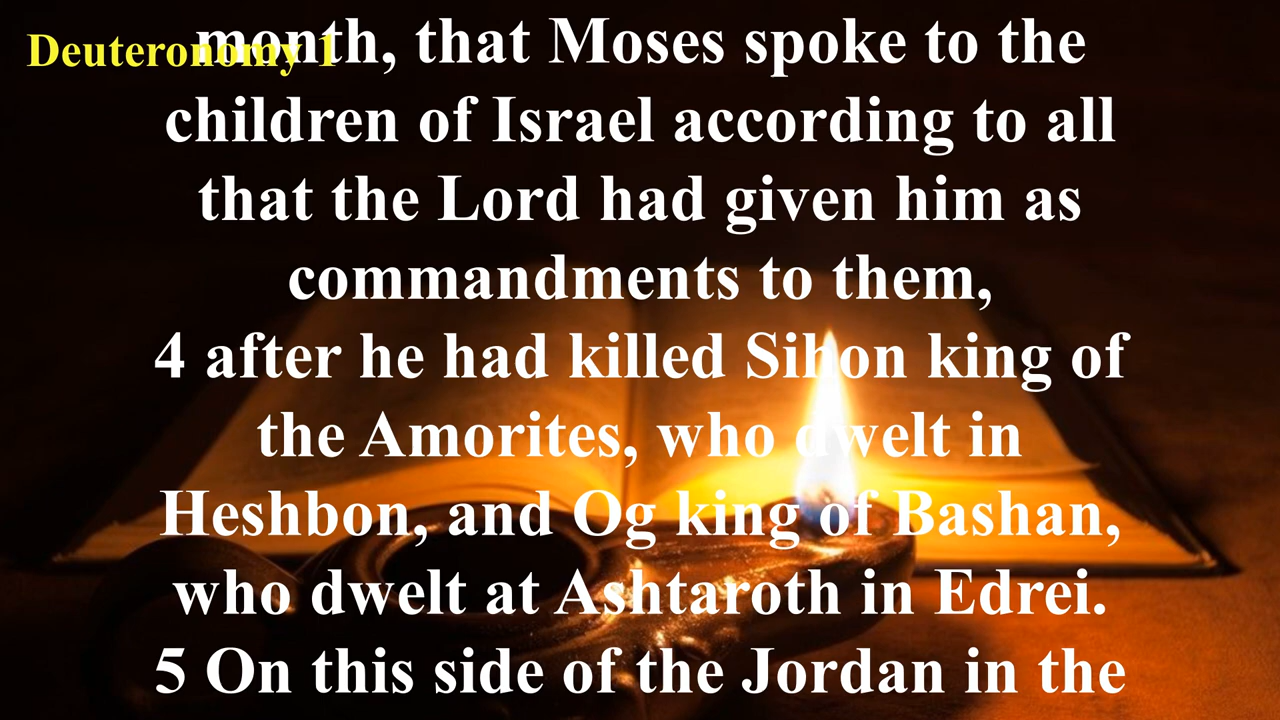 Deuteronomy 1
month, that Moses spoke to the
children of Israel according to all
that the Lord had given him as
commandments to them,
4 after he had killed Sihon king of
the Amorites, who dwelt in
Heshbon, and Og king of Bashan,
who dwelt at Ashtaroth in Edrei.
5 On this side of the Jordan in the